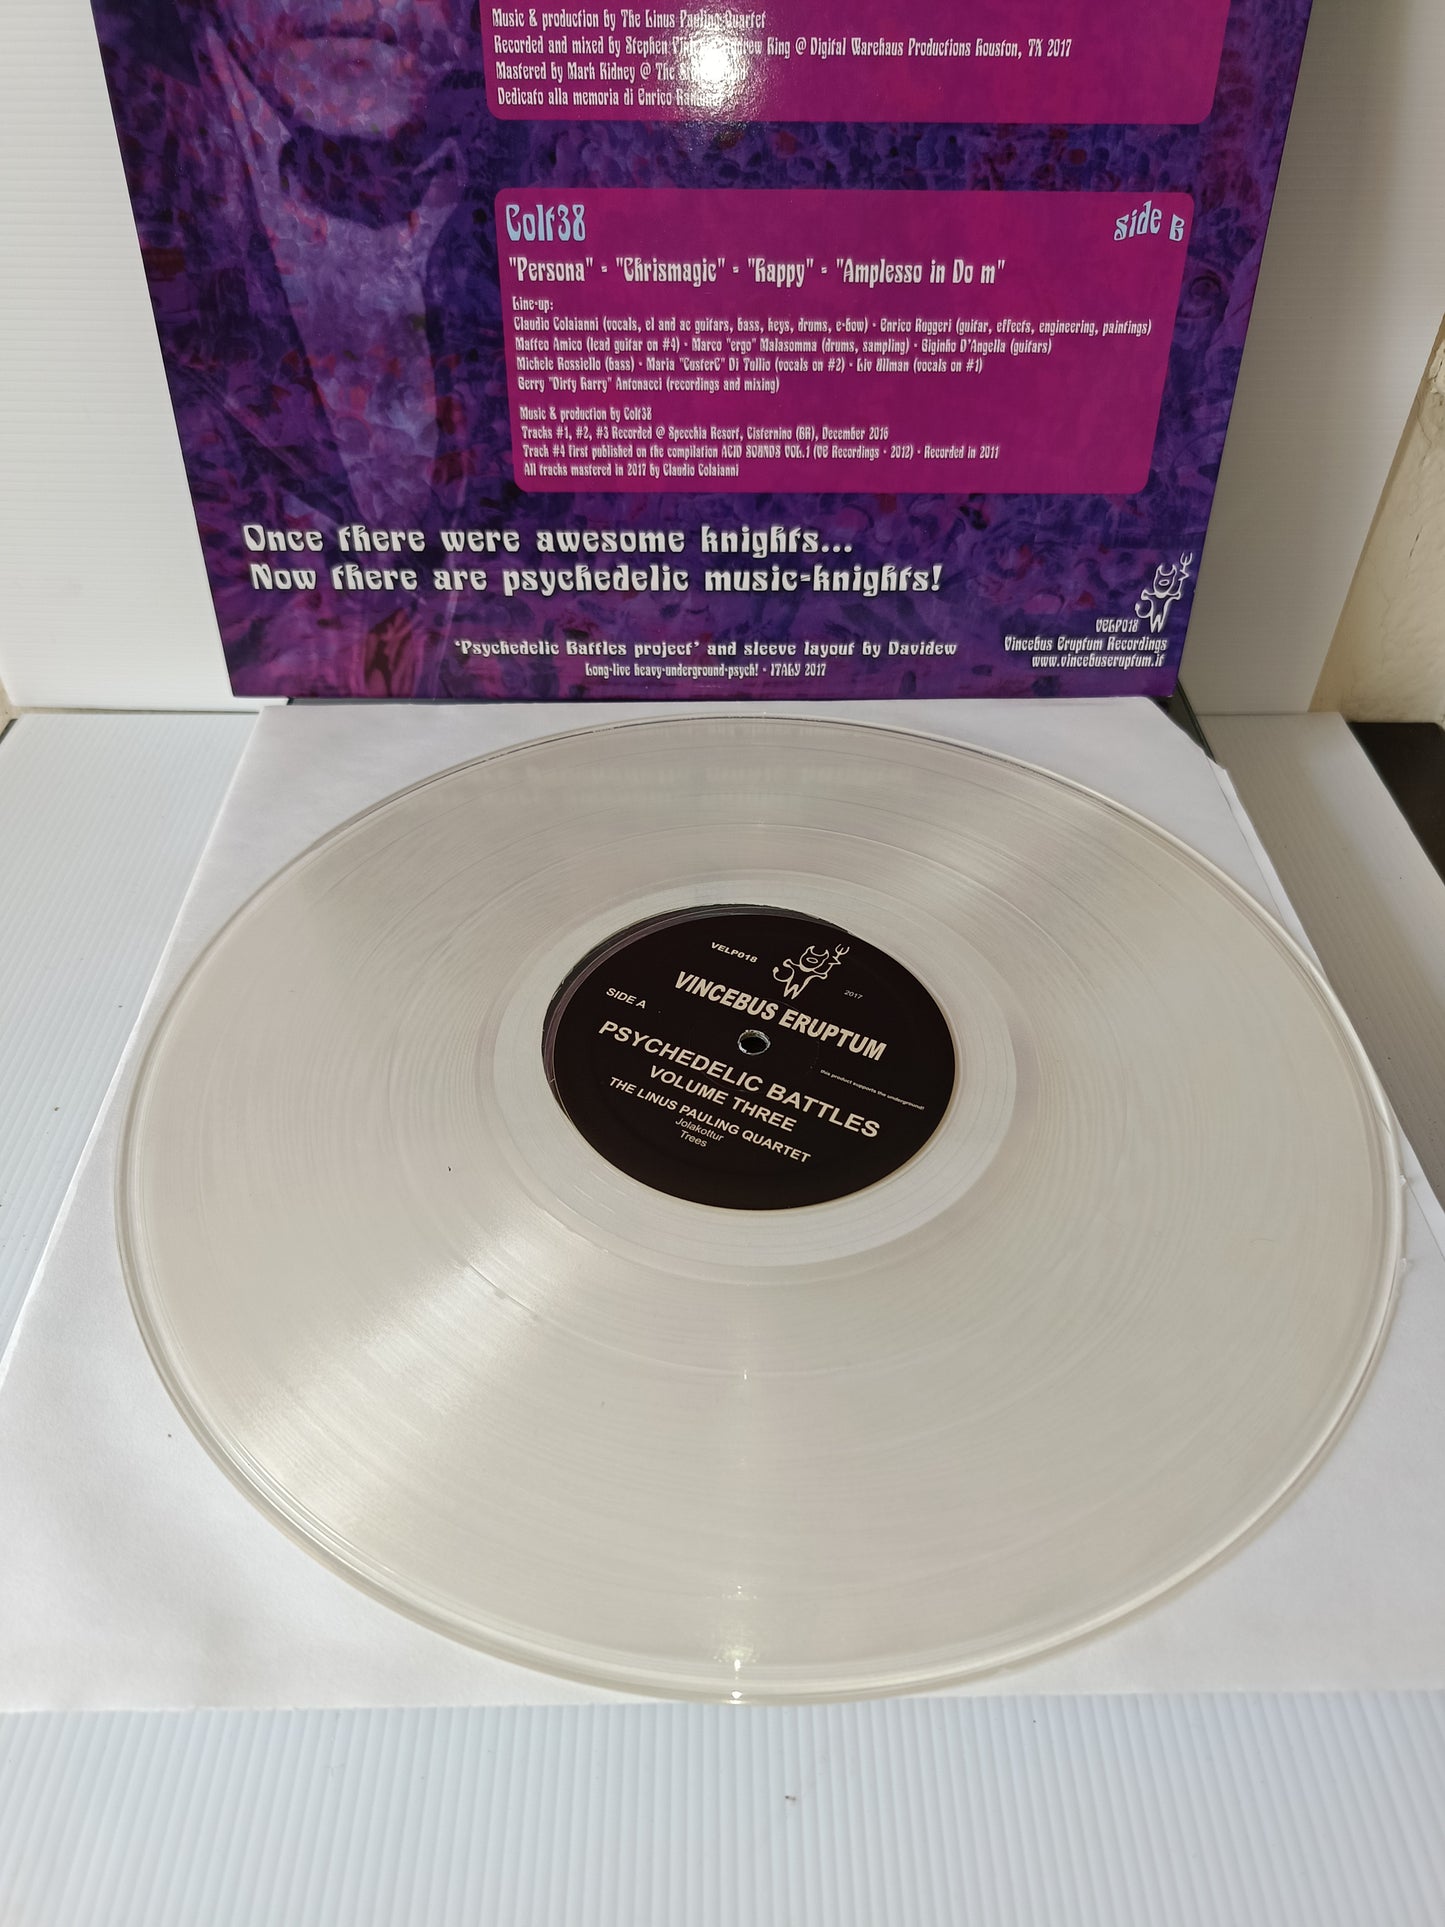 Music & production by The Linus Pauling Quartet
Recorded and mixed by Stephen Andrew King @ Digital Warehaus Productions Houston, TX 2017
Mastered by Mark Kidney @ The
Dedicato alla memoria di Enrico
Colt38
Side B
"Persona" - "Chrismagic" - "Happy" - "Amplesso in Do m"
Line-up:
Claudio Colaianni (vocals, el and ac guitars, bass, keys, drums, e-bow) - Enrico Ruggeri (guitar, effects, engineering, paintings)
Matteo Amico (lead guitar on #4) - Marco "ergo" Malasomma (drums, sampling) - Giginho D'Angella (guitars)
Michele Rossiello (bass) - Maria "CusterC" Di Tullio (vocals on #2) - Liv Ullman (vocals on #1)
Gerry "Dirty Harry" Antonacci (recordings and mixing)
Music & production by Colt38
Tracks #1, #2, #3 Recorded @ Specchia Resort, Cisternino (BR), December 2016
Track #4 first published on the compilation ACID SOUNDS VOL.1 (VE Recordings - 2012) - Recorded in 2011
All tracks mastered in 2017 by Claudio Colaianni
Once there were awesome knights...
Now there are psychedelic music-knights!
'Psychedelic Battles project' and sleeve layout by Davidew
Long-live heavy-underground-psych! - ITALY 2017
VELP018
Vincebus Eruptum Recordings
www.vincebuseruptum.it
VELP018
2017
SIDE A
VINCEBUS ERUPTUM
this product supports the underground!
PSYCHEDELIC BATTLES
VOLUME THREE
THE LINUS PAULING QUARTET
Jolakottur
Trees